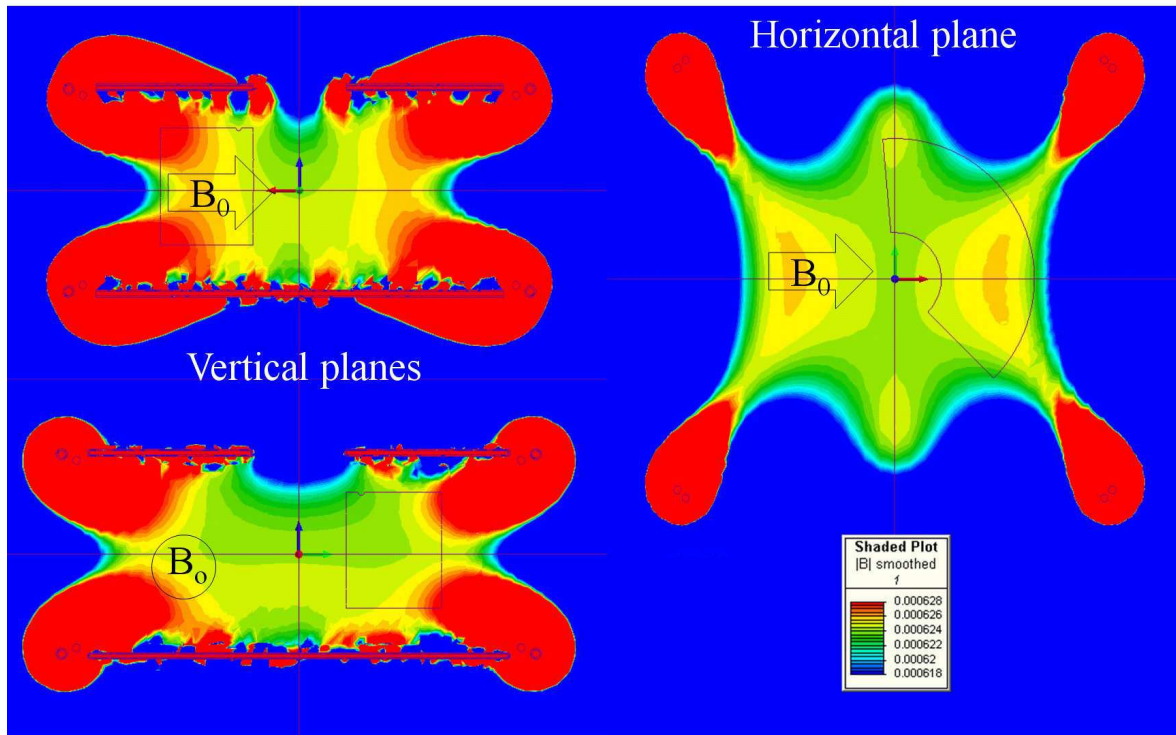 Horizontal plane
B0
B0
Vertical planes
Bo
Shaded Plot
|B| smoothed
1
0.000628
0.000626
0.000624
0.000622
0.00062
0.000618